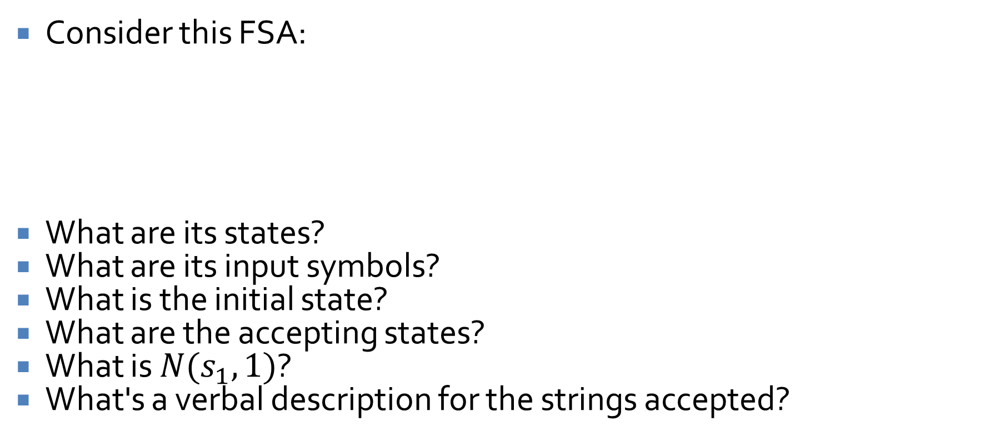 ▪ Consider this FSA:
▪ What are its states?
▪ What are its input symbols?
▪ What is the initial state?
▪ What are the accepting states?
▪ What is N(s₁, 1)?
▪ What's a verbal description for the strings accepted?